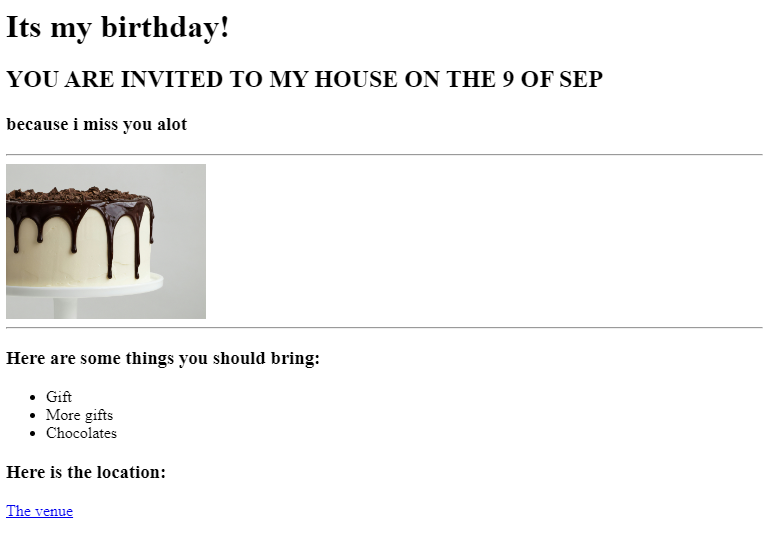 Its my birthday!
YOU ARE INVITED TO MY HOUSE ON THE 9 OF SEP
because i miss you alot
Here are some things you should bring:
Gift
More gifts
Chocolates
Here is the location:
The venue